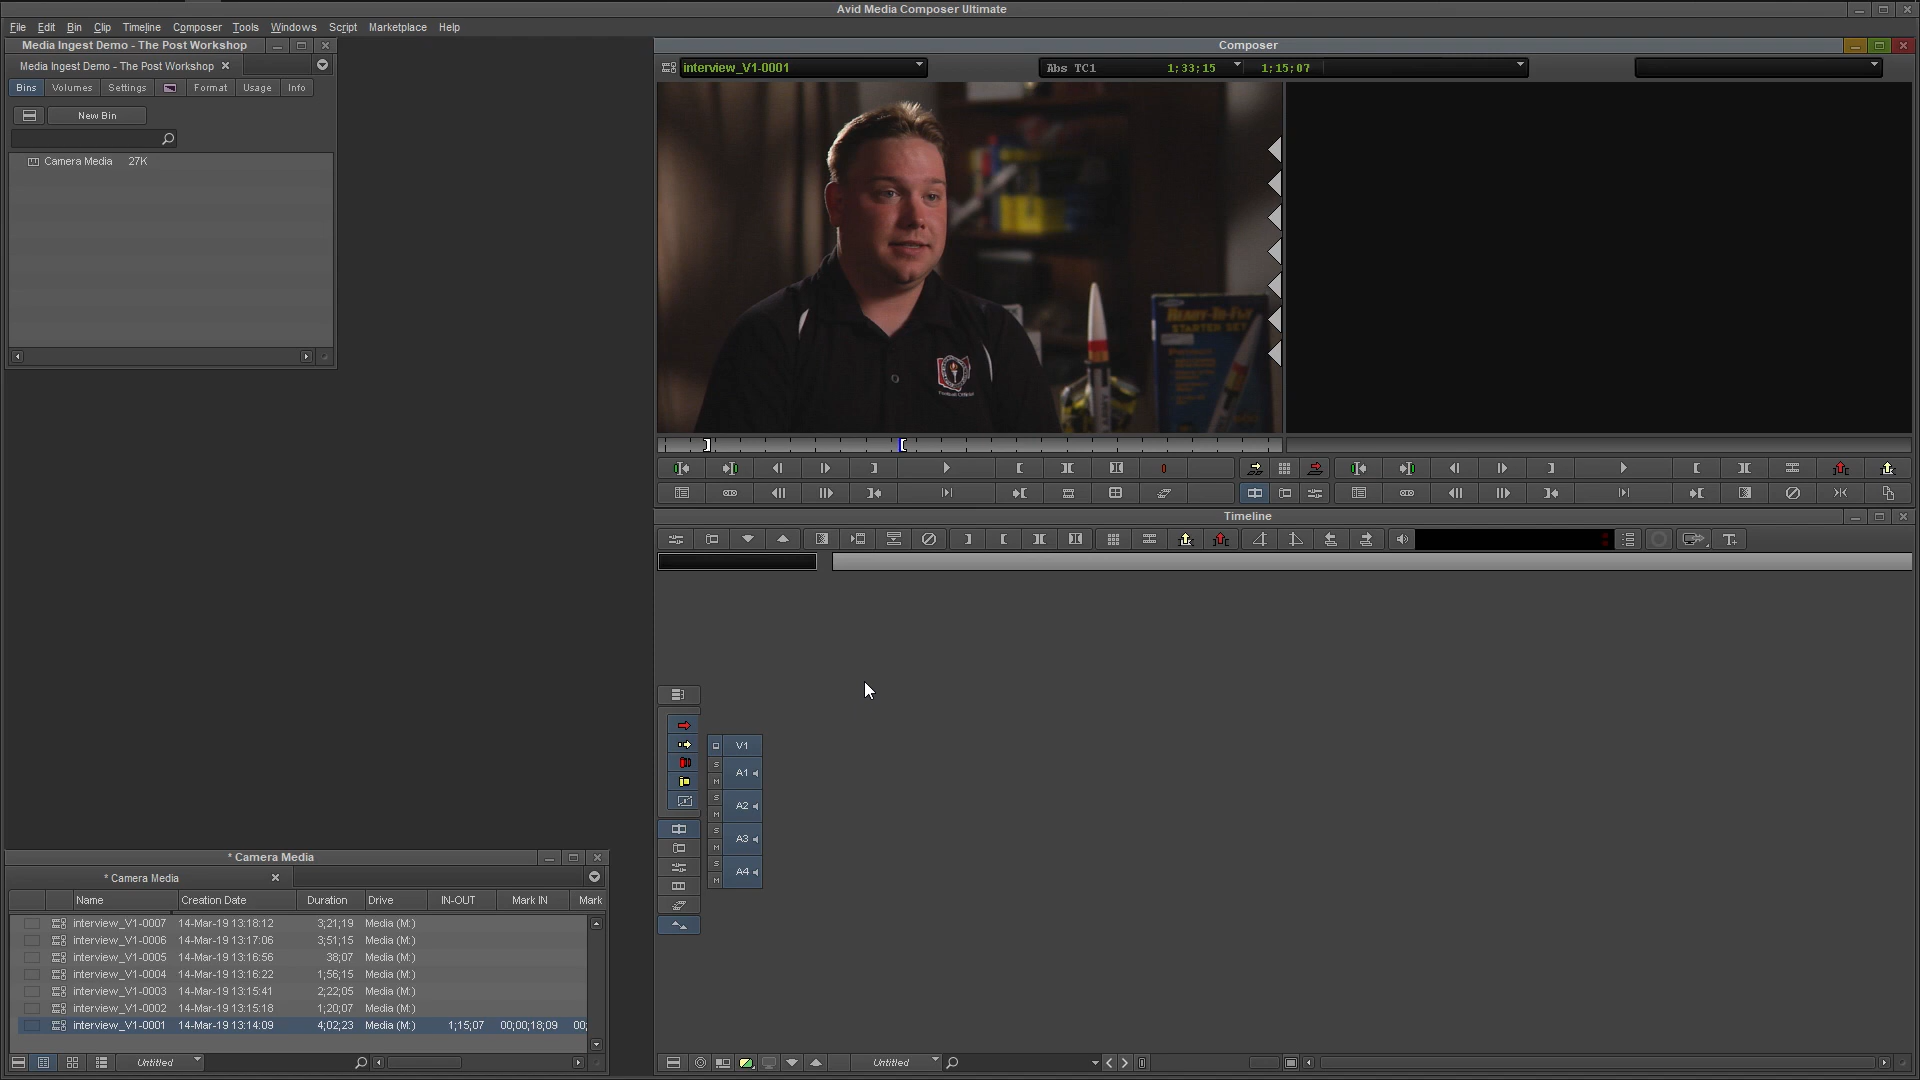 Avid Media Composer Ultimate
File Edit Bin Clip Timeline Composer Tools Windows Script Marketplace Help
Media Ingest Demo - The Post Workshop
Media Ingest Demo - The Post Workshop
Bins Volumes Settings Format Usage Info
New Bin
Camera Media 27K
Composer
interview_V1-0001 Abs TC1 1;33;15 1;15;07
READY-TO-FLY
STARTER SET
Timeline
V1
S
A1
M
S
A2
M
S
A3
M
S
A4
M
* Camera Media
* Camera Media
Name Creation Date Duration Drive IN-OUT Mark IN Mark
interview_V1-0007 14-Mar-19 13:18:12 3;21;19 Media (M:)
interview_V1-0006 14-Mar-19 13:17:06 3;51;15 Media (M:)
interview_V1-0005 14-Mar-19 13:16:56 38;07 Media (M:)
interview_V1-0004 14-Mar-19 13:16:22 1;56;15 Media (M:)
interview_V1-0003 14-Mar-19 13:15:41 2;22;05 Media (M:)
interview_V1-0002 14-Mar-19 13:15:18 1;20;07 Media (M:)
interview_V1-0001 14-Mar-19 13:14:09 4;02;23 Media (M:) 1;15;07 00;00;18;09 00;
Untitled
Untitled